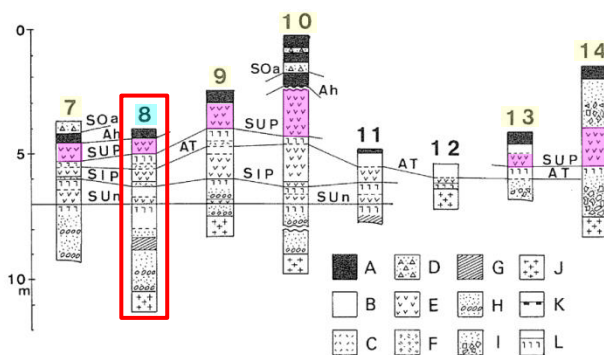 0
5
10
m
7
SOa
Ah
SUP
SIP
SUn
8
9
AT
SUP
SIP
10
SOa
Ah
SUn
11
AT
12
13
14
SUP
AT
A D G J
B E H K
C F I L